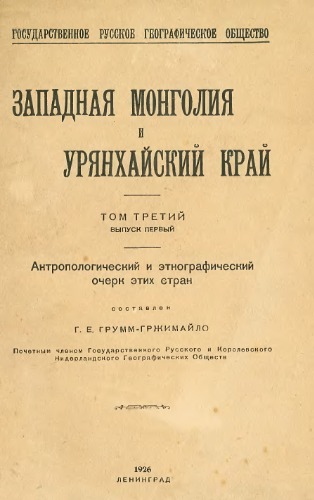 ГОСУДАРСТВЕННОЕ РУССКОЕ ГЕОГРАФИЧЕСКОЕ ОБЩЕСТВО
ЗАПАДНАЯ МОНГОЛИЯ
И
УРЯНХАЙСКИЙ КРАЙ
ТОМ ТРЕТИЙ
ВЫПУСК ПЕРВЫЙ
Антропологический и этнографический
очерк этих стран
составлен
Г. Е. ГРУММ-ГРЖИМАЙЛО
Почетным членом Государственного Русского и Королевского
Нидерландского Географических Обществ
1926
ЛЕНИНГРАД